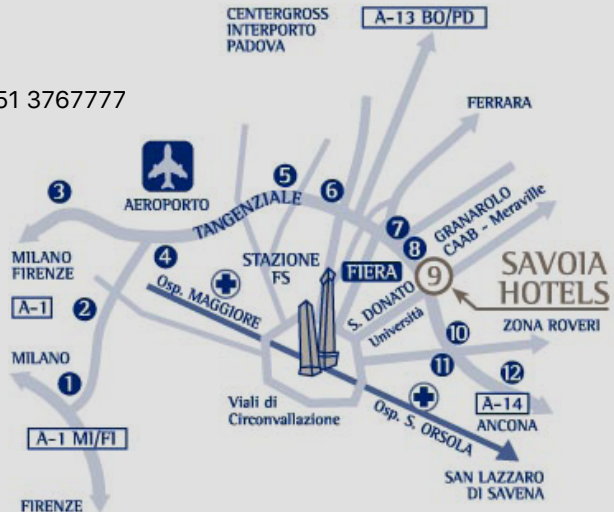 CENTERGROSS
INTERPORTO
PADOVA
A-13 BO/PD
51 3767777
FERRARA
AEROPORTO
TANGENZIALE
3
5
6
7
8
4
GRANAROLO
CAAB - Meraville
MILANO
FIRENZE
A-1
2
STAZIONE
FS
FIERA
9
SAVOIA
HOTELS
Osp. MAGGIORE
S. DONATO
Università
10
ZONA ROVERI
11
12
MILANO
1
A-1 MI/FI
Viali di
Circonvallazione
Osp. S. ORSOLA
A-14
ANCONA
SAN LAZZARO
DI SAVENA
FIRENZE